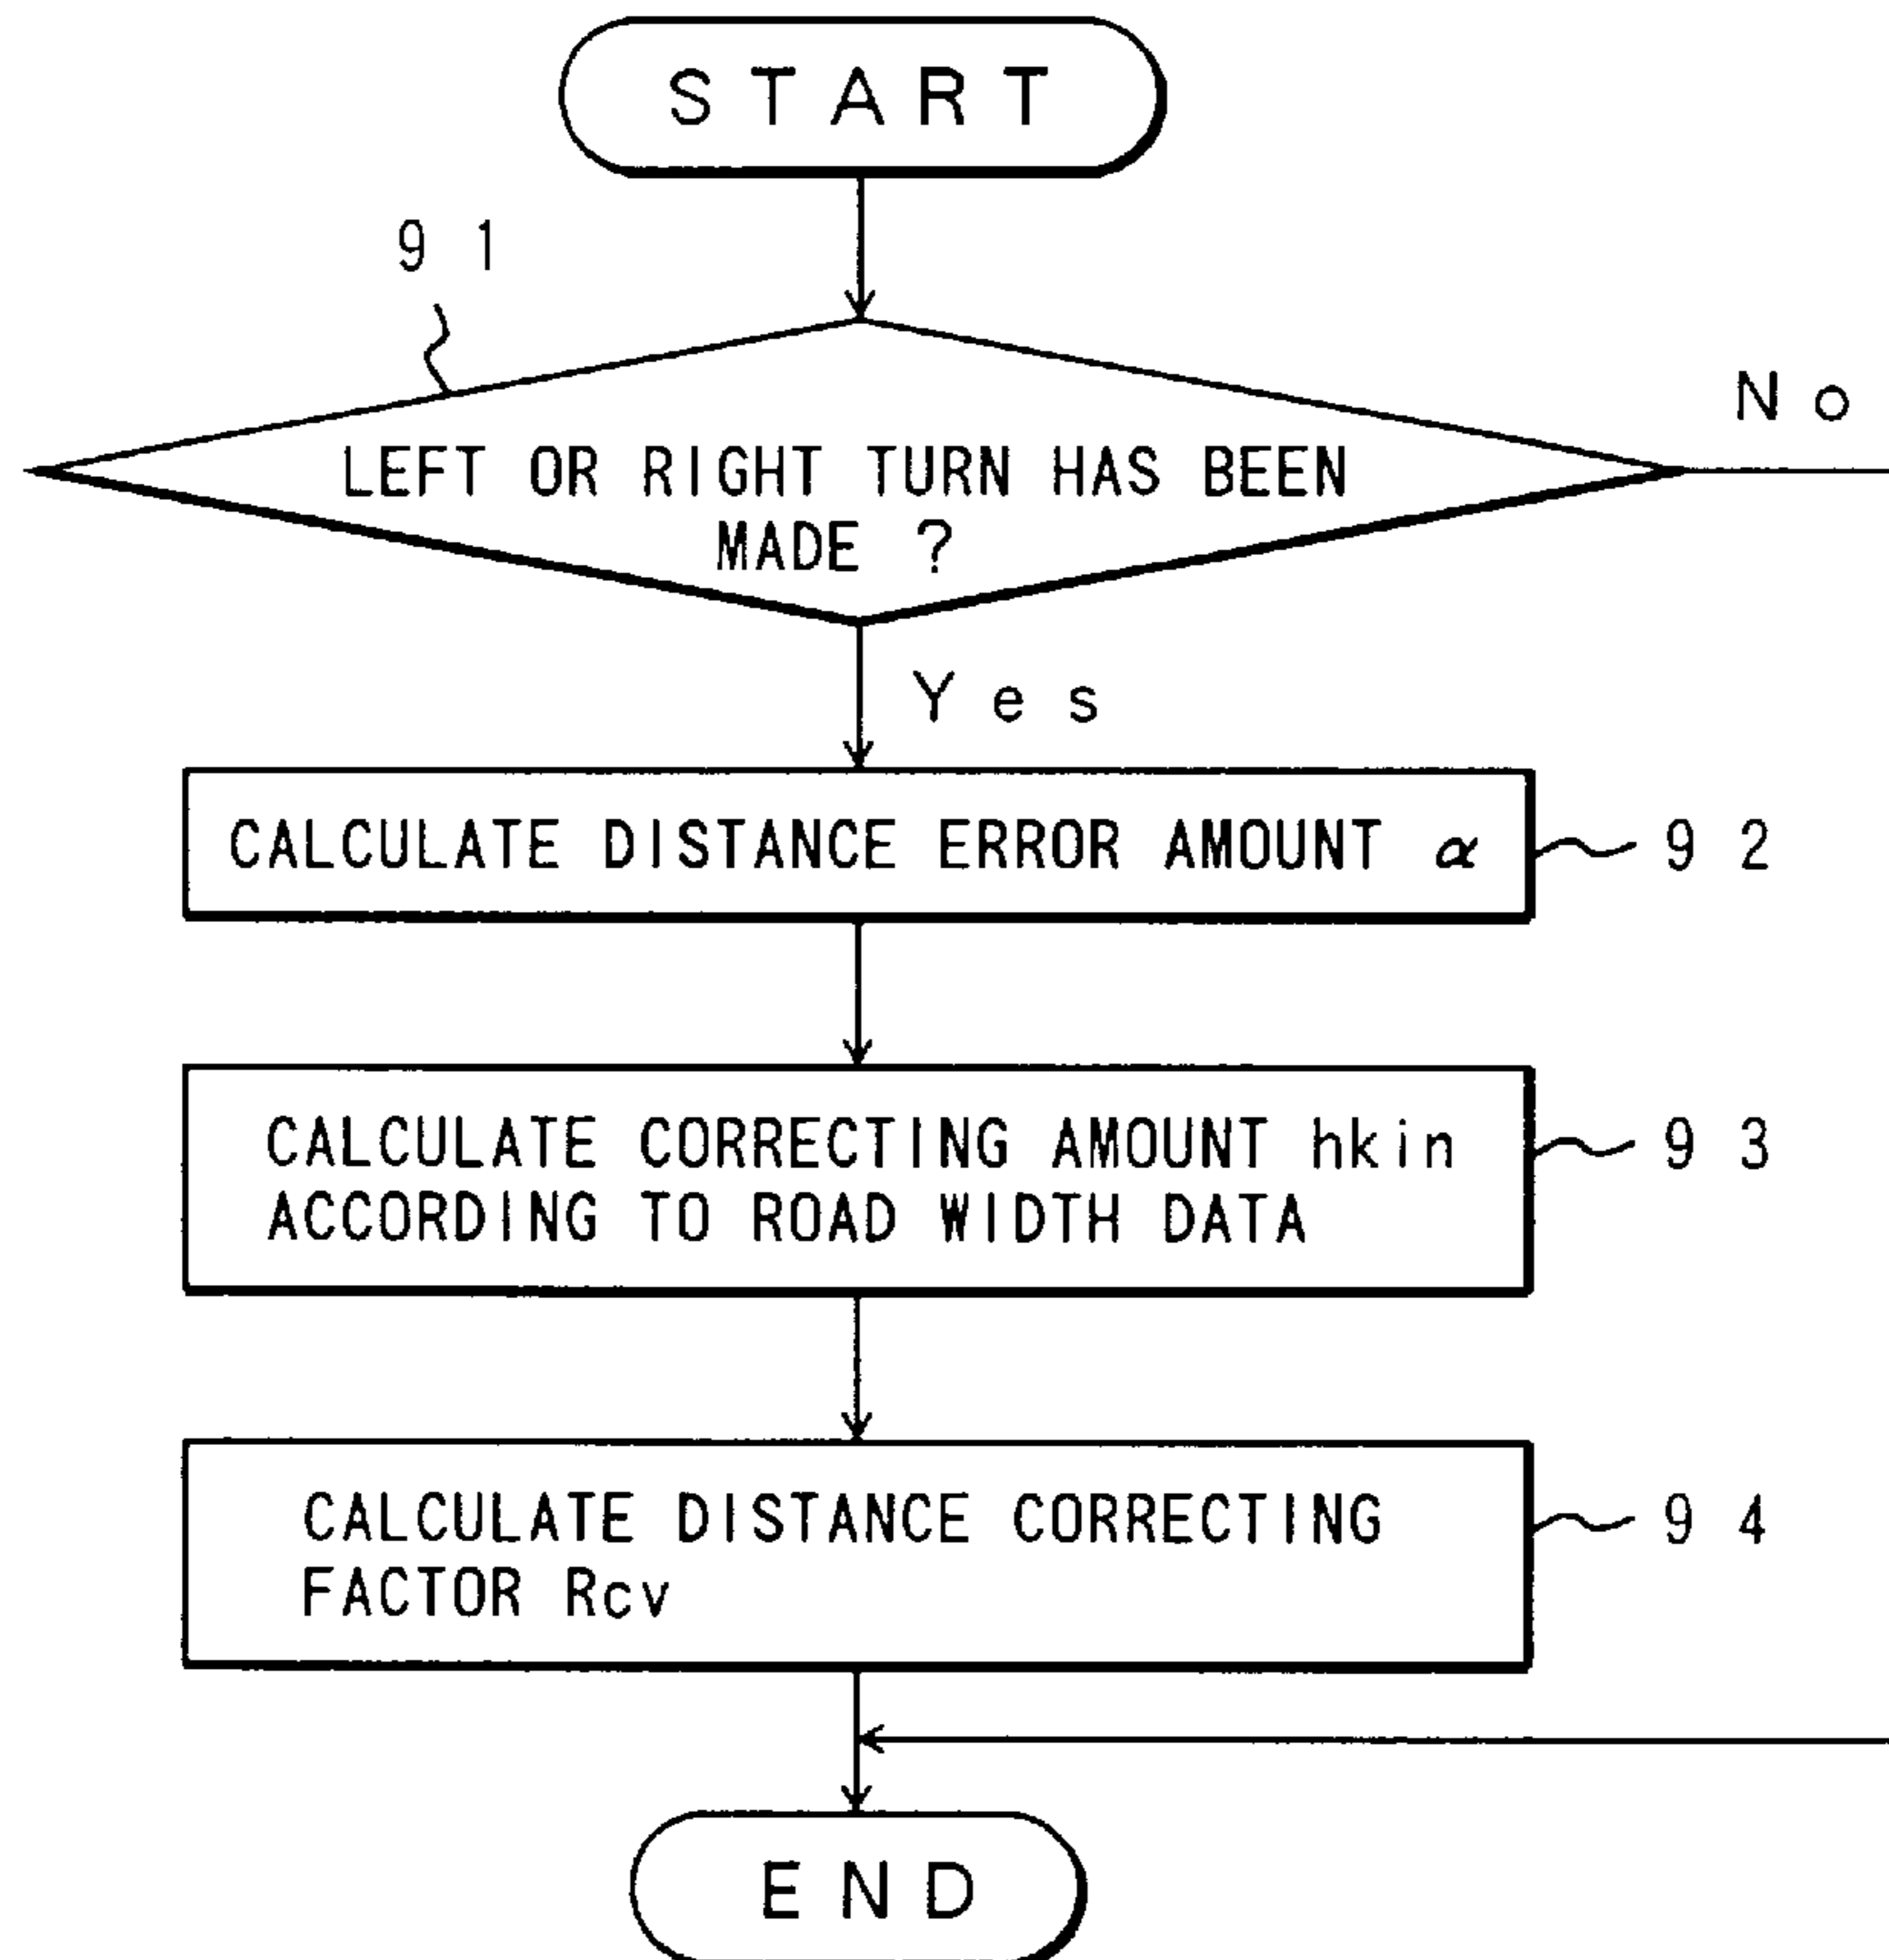 START
91
No
LEFT OR RIGHT TURN HAS BEEN
MADE ?
Yes
CALCULATE DISTANCE ERROR AMOUNT α
92
CALCULATE CORRECTING AMOUNT hkin
ACCORDING TO ROAD WIDTH DATA
93
CALCULATE DISTANCE CORRECTING
FACTOR Rcv
94
END